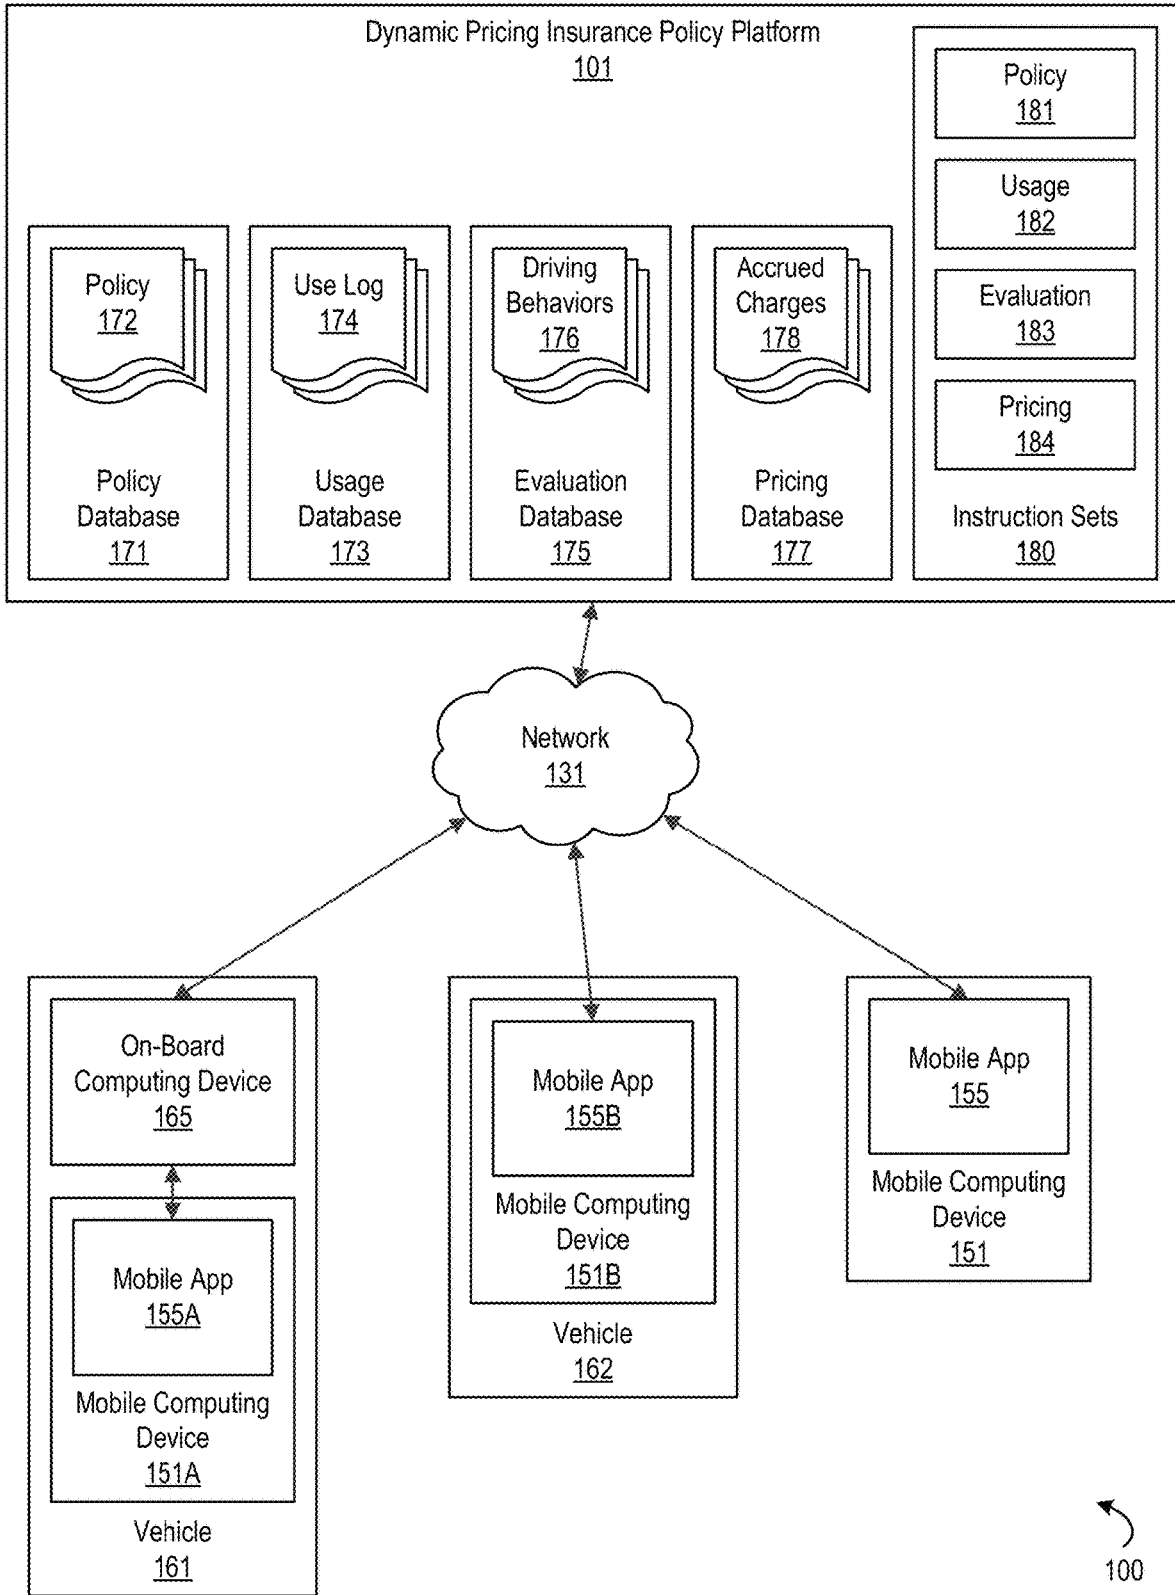 Dynamic Pricing Insurance Policy Platform
101
Policy
181
Usage
182
Evaluation
183
Pricing
184
Instruction Sets
180
Policy
172
Policy
Database
171
Use Log
174
Usage
Database
173
Driving
Behaviors
176
Evaluation
Database
175
Accrued
Charges
178
Pricing
Database
177
Network
131
On-Board
Computing Device
165
Mobile App
155A
Mobile Computing
Device
151A
Vehicle
161
Mobile App
155B
Mobile Computing
Device
151B
Vehicle
162
Mobile App
155
Mobile Computing
Device
151
100